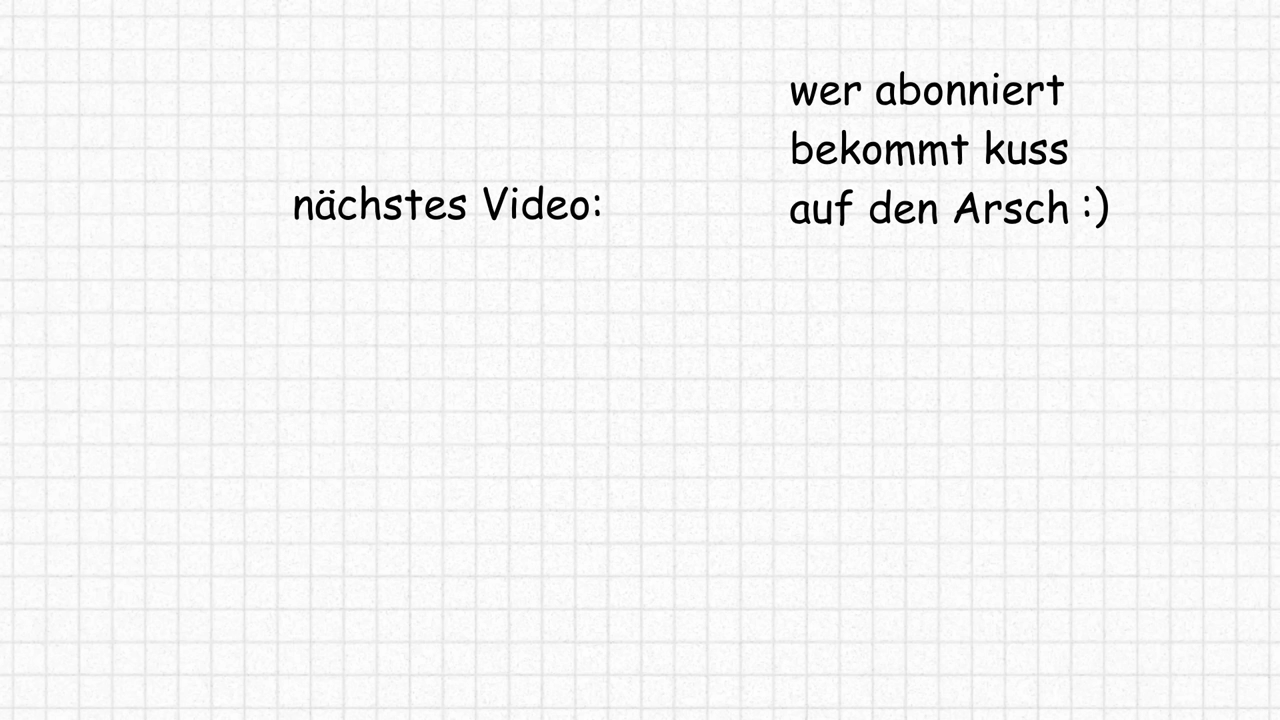 nächstes Video:
wer abonniert
bekommt kuss
auf den Arsch :)